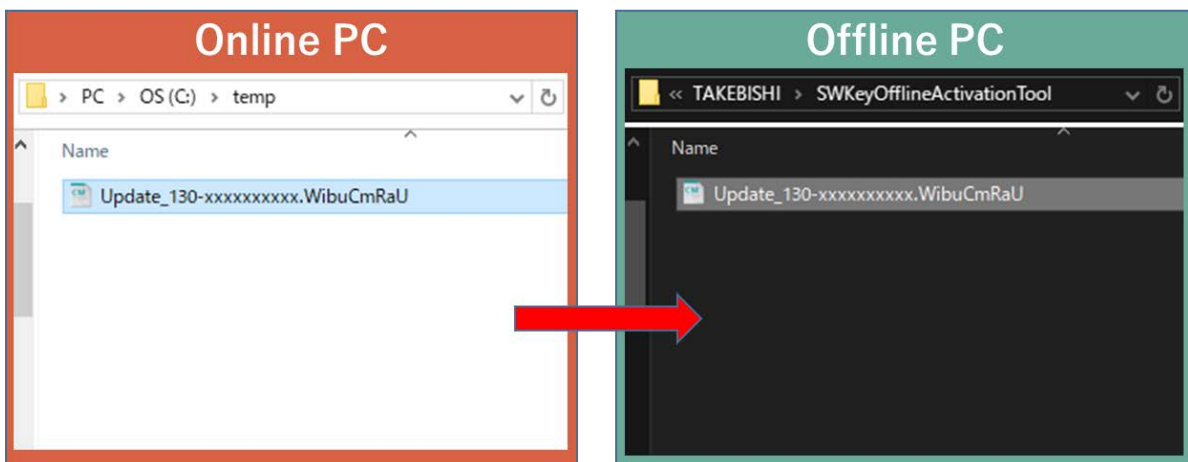 Online PC
> PC > OS (C:) > temp
Name
Update_130-xxxxxxxxxx.WibuCmRaU
Offline PC
« TAKEBISHI > SWKeyOfflineActivationTool
Name
Update_130-xxxxxxxxxx.WibuCmRaU